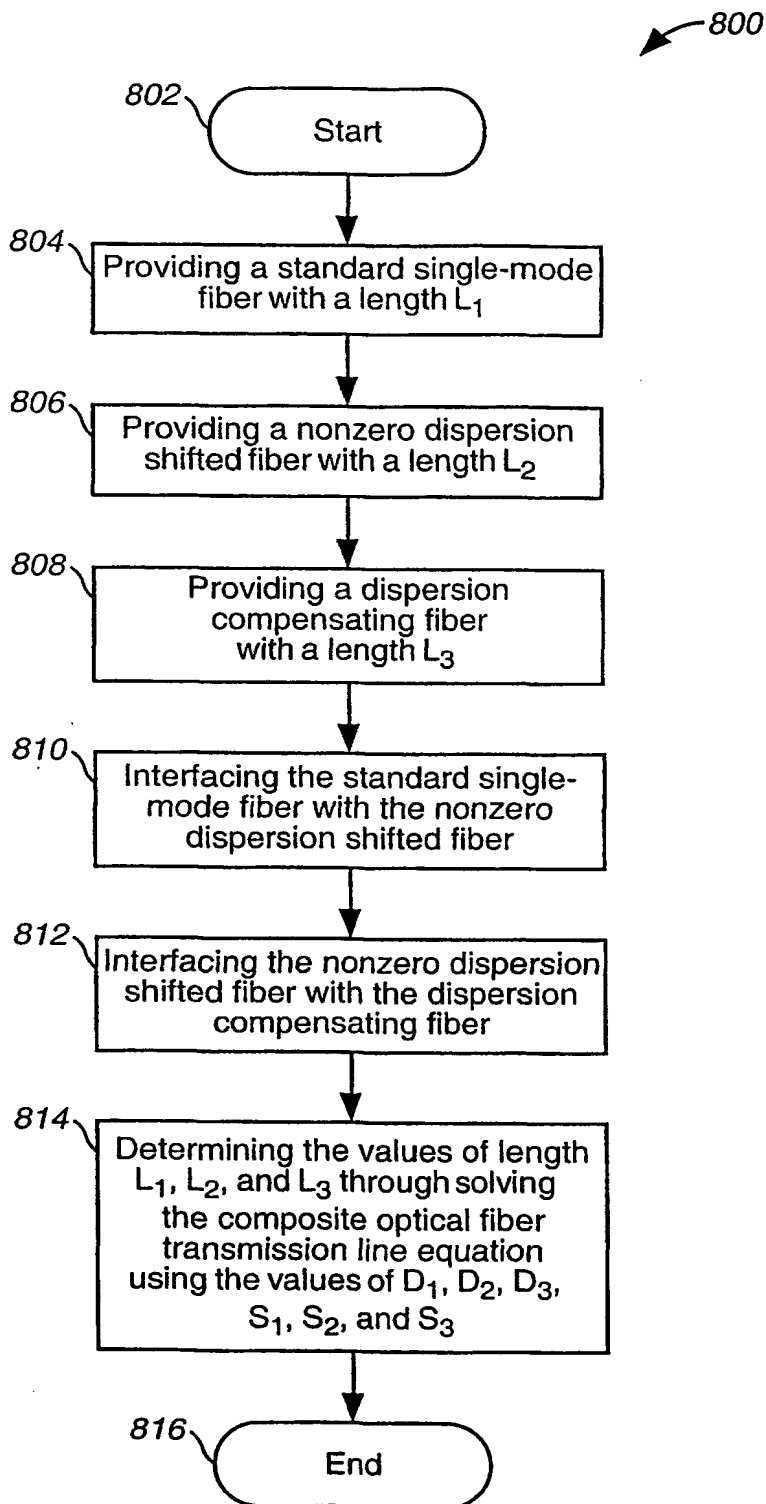 800
802
Start
804
Providing a standard single-mode
fiber with a length L₁
806
Providing a nonzero dispersion
shifted fiber with a length L₂
808
Providing a dispersion
compensating fiber
with a length L₃
810
Interfacing the standard single-
mode fiber with the nonzero
dispersion shifted fiber
812
Interfacing the nonzero dispersion
shifted fiber with the dispersion
compensating fiber
814
Determining the values of length
L₁, L₂, and L₃ through solving
the composite optical fiber
transmission line equation
using the values of D₁, D₂, D₃,
S₁, S₂, and S₃
816
End